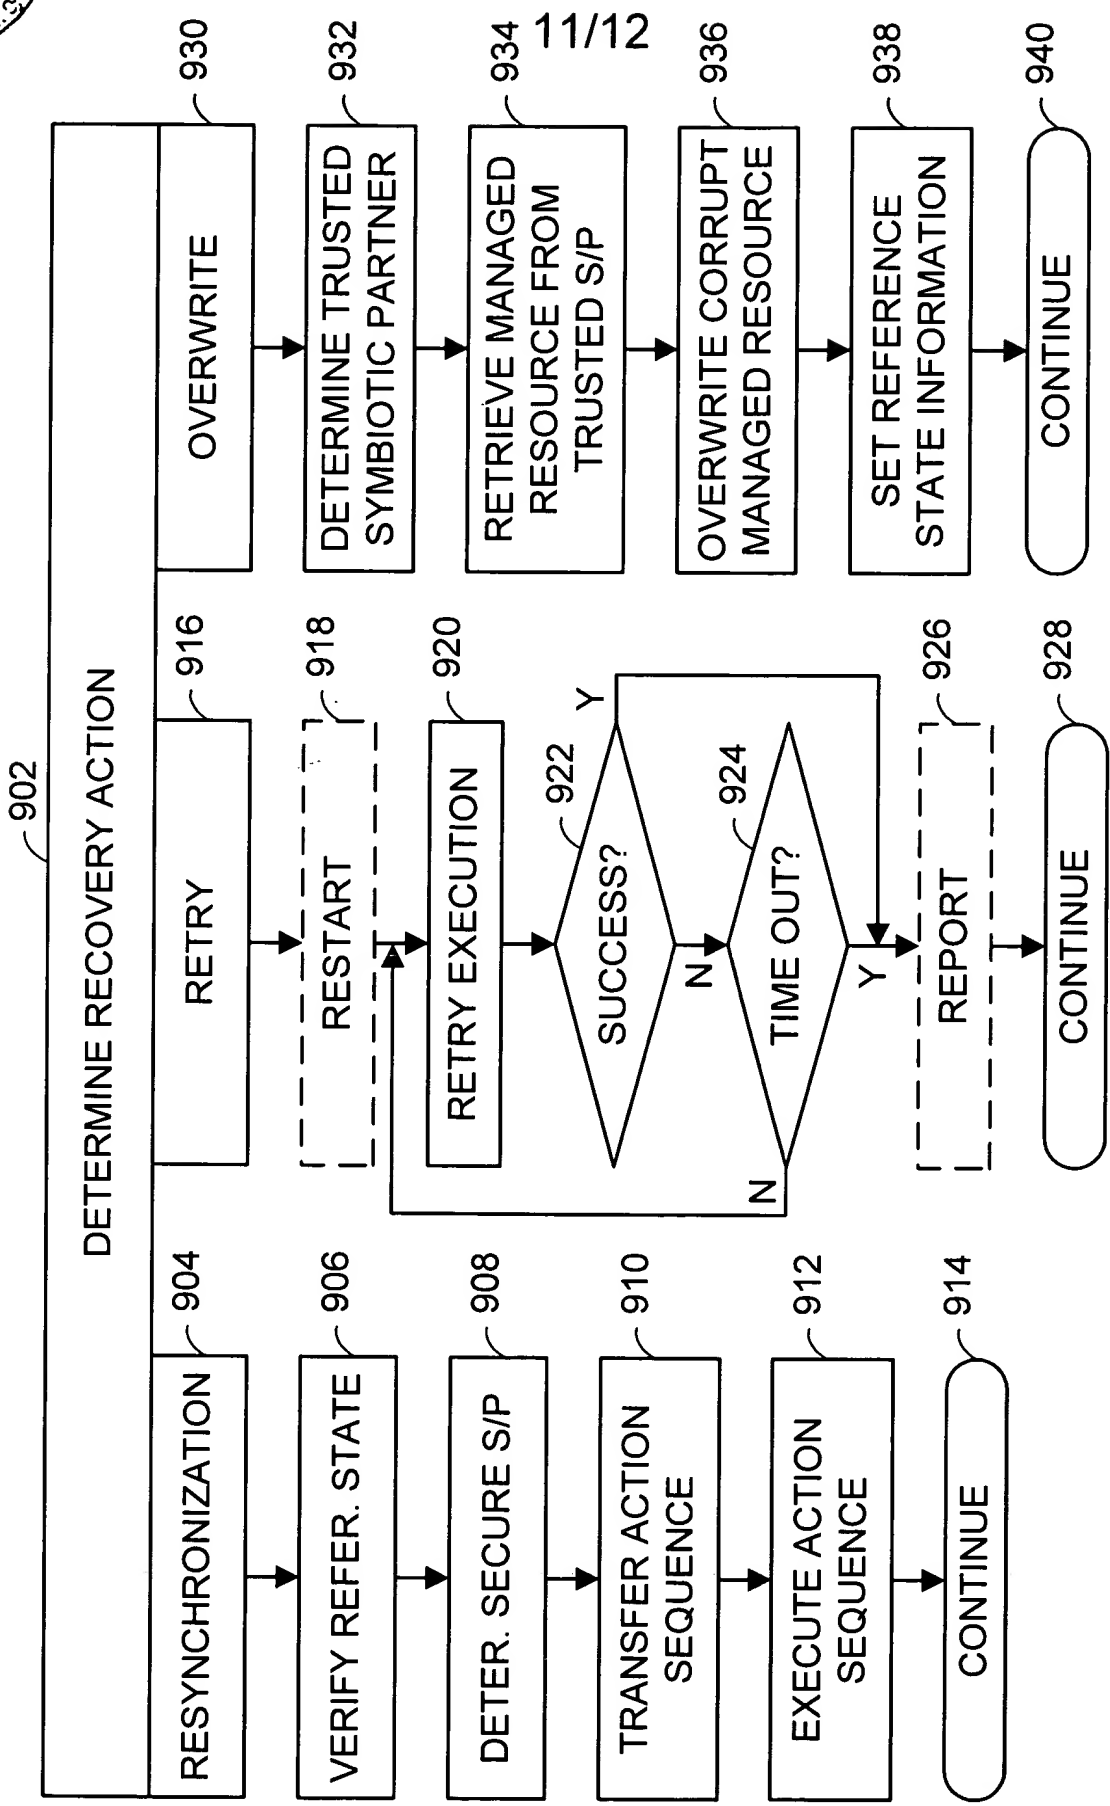 11/12
902
DETERMINE RECOVERY ACTION
904
RESYNCHRONIZATION
906
VERIFY REFER. STATE
908
DETER. SECURE S/P
910
TRANSFER ACTION
SEQUENCE
912
EXECUTE ACTION
SEQUENCE
914
CONTINUE
916
RETRY
918
RESTART
920
RETRY EXECUTION
922
SUCCESS?
Y
N
924
TIME OUT?
N
Y
926
REPORT
928
CONTINUE
930
OVERWRITE
932
DETERMINE TRUSTED
SYMBIOTIC PARTNER
934
RETRIEVE MANAGED
RESOURCE FROM
TRUSTED S/P
936
OVERWRITE CORRUPT
MANAGED RESOURCE
938
SET REFERENCE
STATE INFORMATION
940
CONTINUE